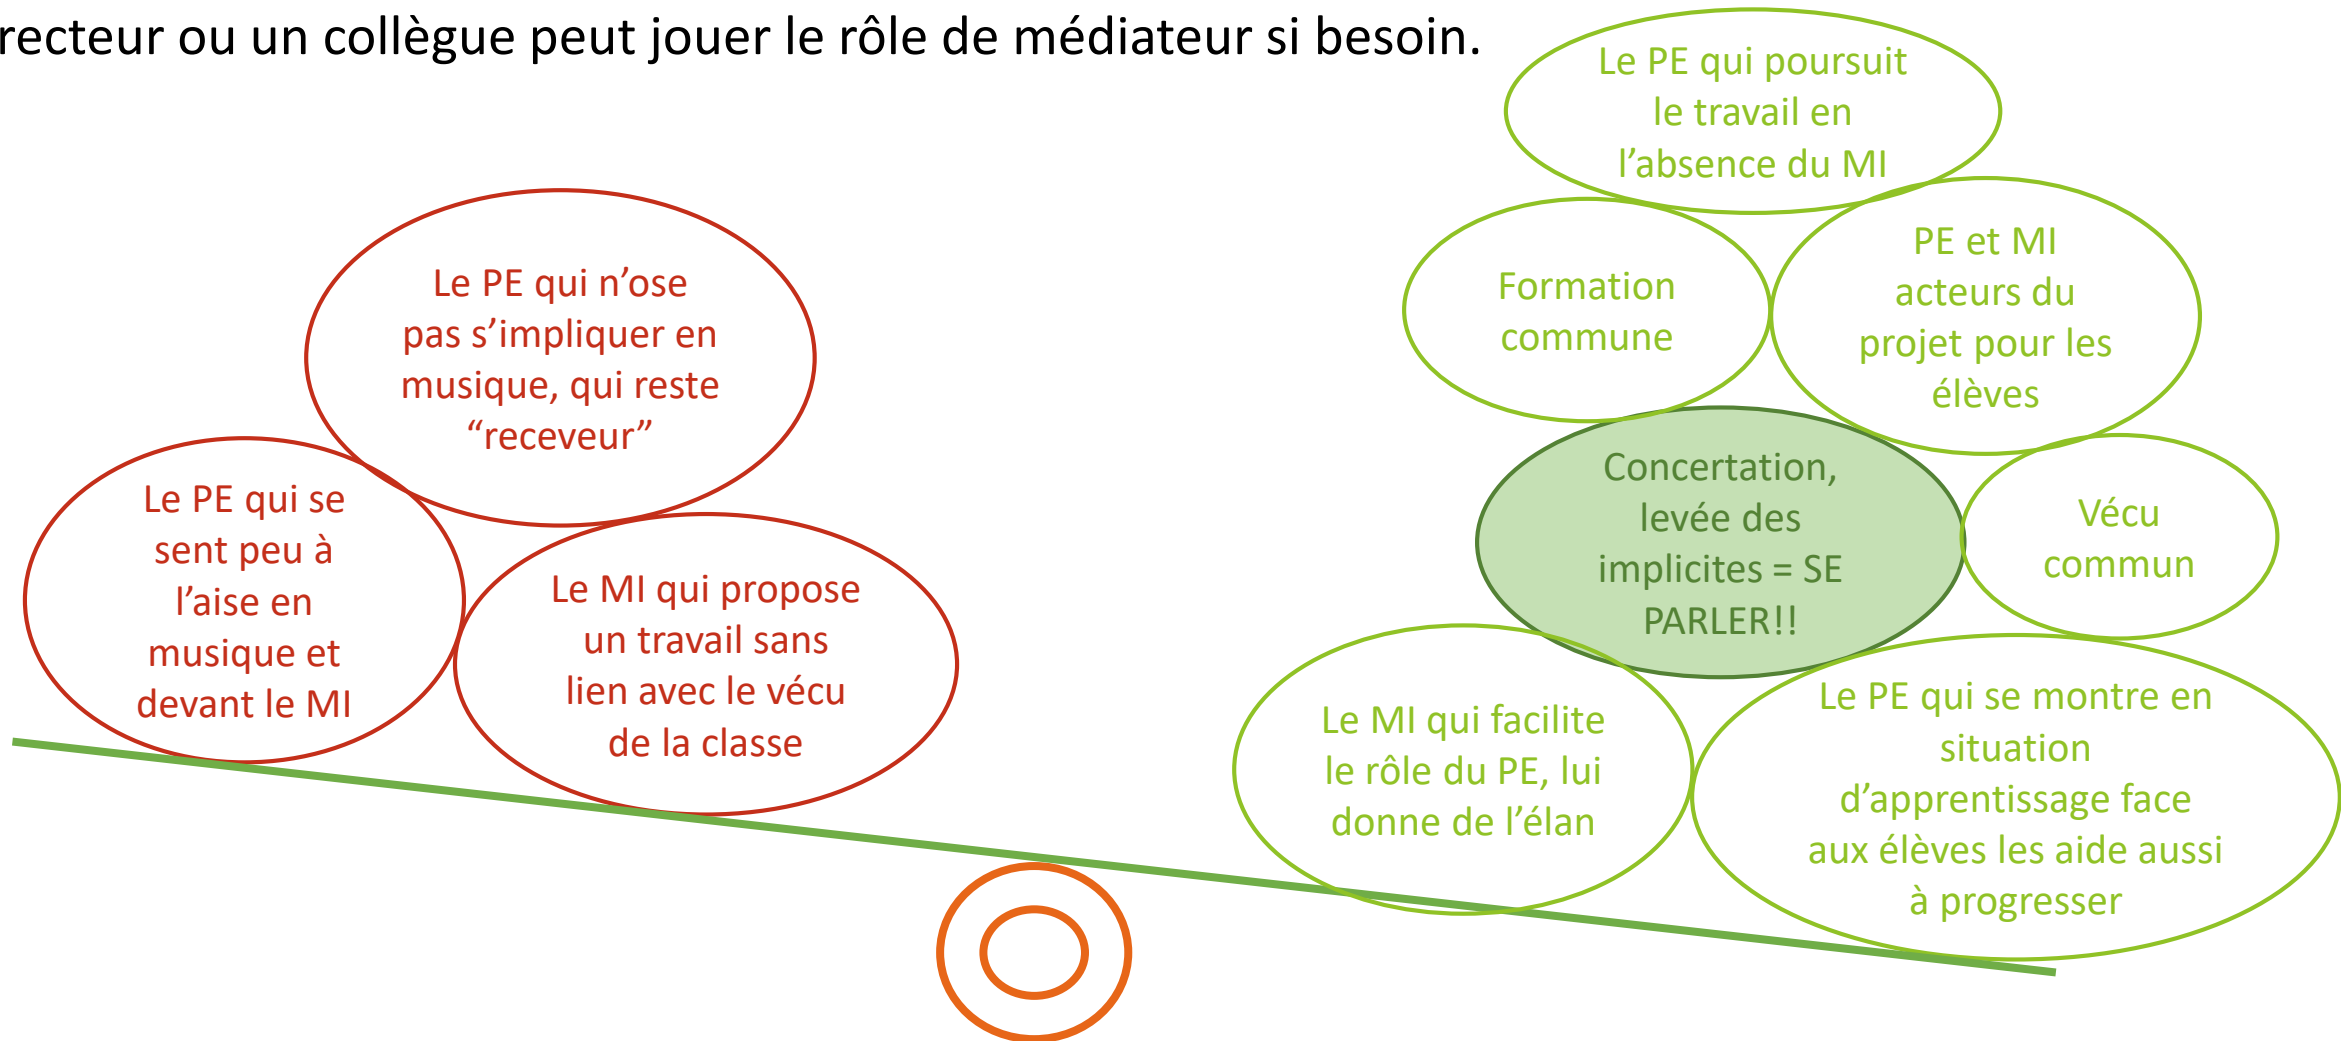 recteur ou un collègue peut jouer le rôle de médiateur si besoin.
Le PE qui n’ose
pas s’impliquer en
musique, qui reste
“receveur”
Le PE qui se
sent peu à
l’aise en
musique et
devant le MI
Le MI qui propose
un travail sans
lien avec le vécu
de la classe
Le PE qui poursuit
le travail en
l’absence du MI
Formation
commune
PE et MI
acteurs du
projet pour les
élèves
Concertation,
levée des
implicites = SE
PARLER!!
Vécu
commun
Le MI qui facilite
le rôle du PE, lui
donne de l’élan
Le PE qui se montre en
situation
d’apprentissage face
aux élèves les aide aussi
à progresser